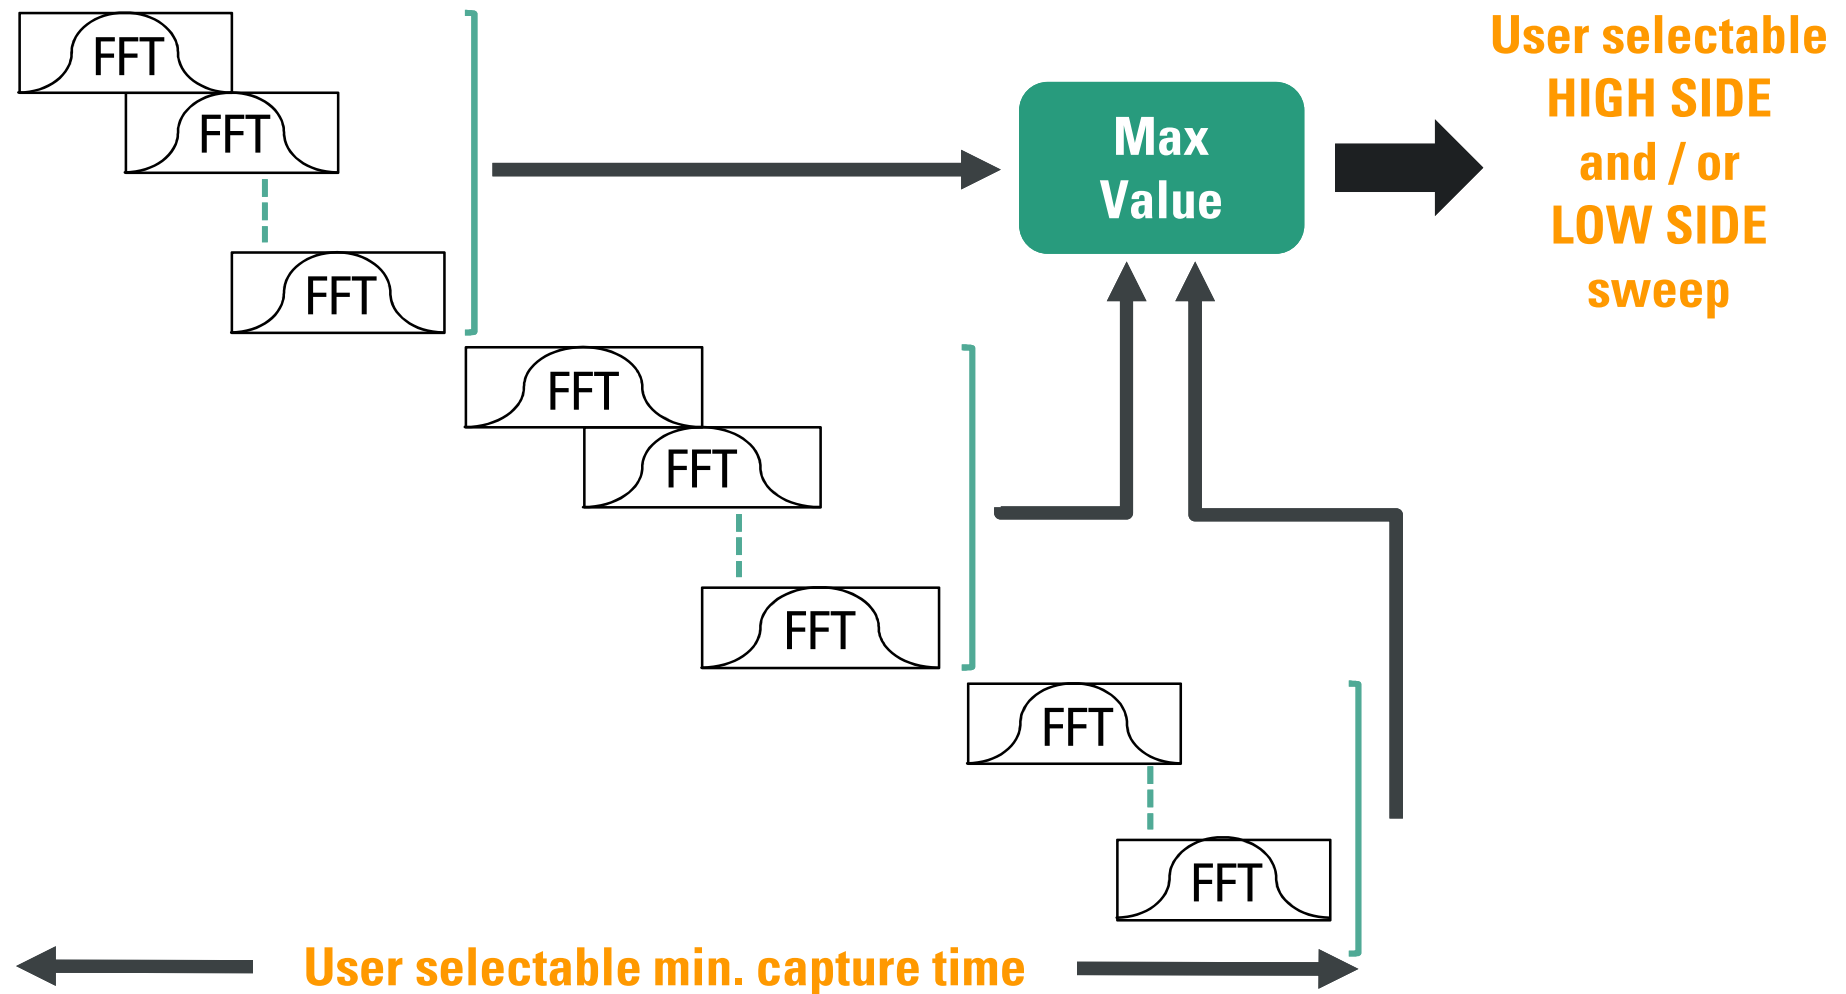 FFT
FFT
FFT
FFT
FFT
FFT
FFT
FFT
Max
Value
User selectable
HIGH SIDE
and / or
LOW SIDE
sweep
User selectable min. capture time